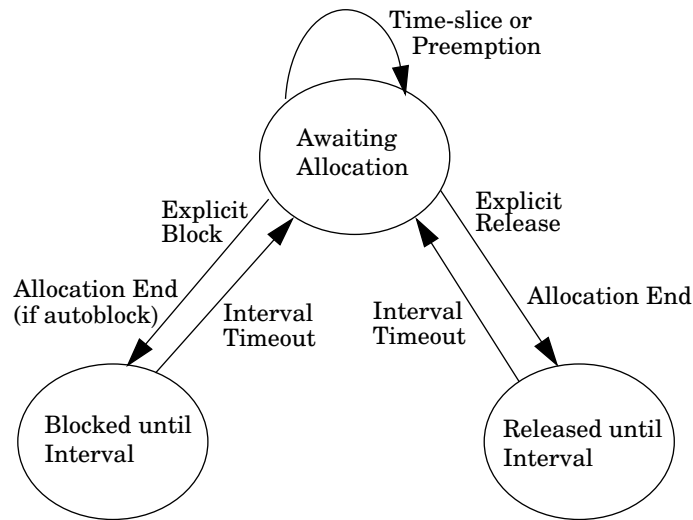 Time-slice or
Preemption
Awaiting
Allocation
Explicit
Block
Explicit
Release
Allocation End
(if autoblock)
Interval
Timeout
Interval
Timeout
Allocation End
Blocked until
Interval
Released until
Interval